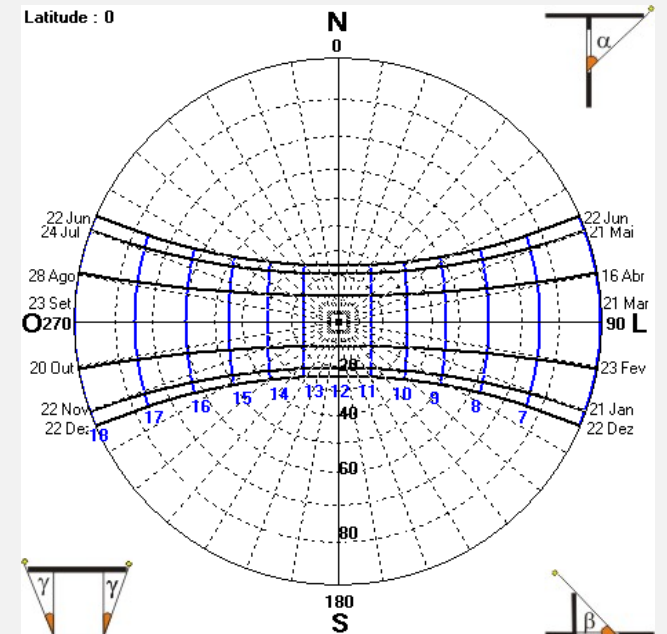 Latitude : 0
N
0
α
22 Jun
24 Jul
28 Ago
23 Set
O 270
20 Out
22 Nov
22 Dez
22 Jun
21 Mai
16 Abr
21 Mar
90 L
23 Fev
21 Jan
22 Dez
18 17 16 15 14 13 12 11 10 9 8 7
20
40
60
80
180
S
γ γ
β